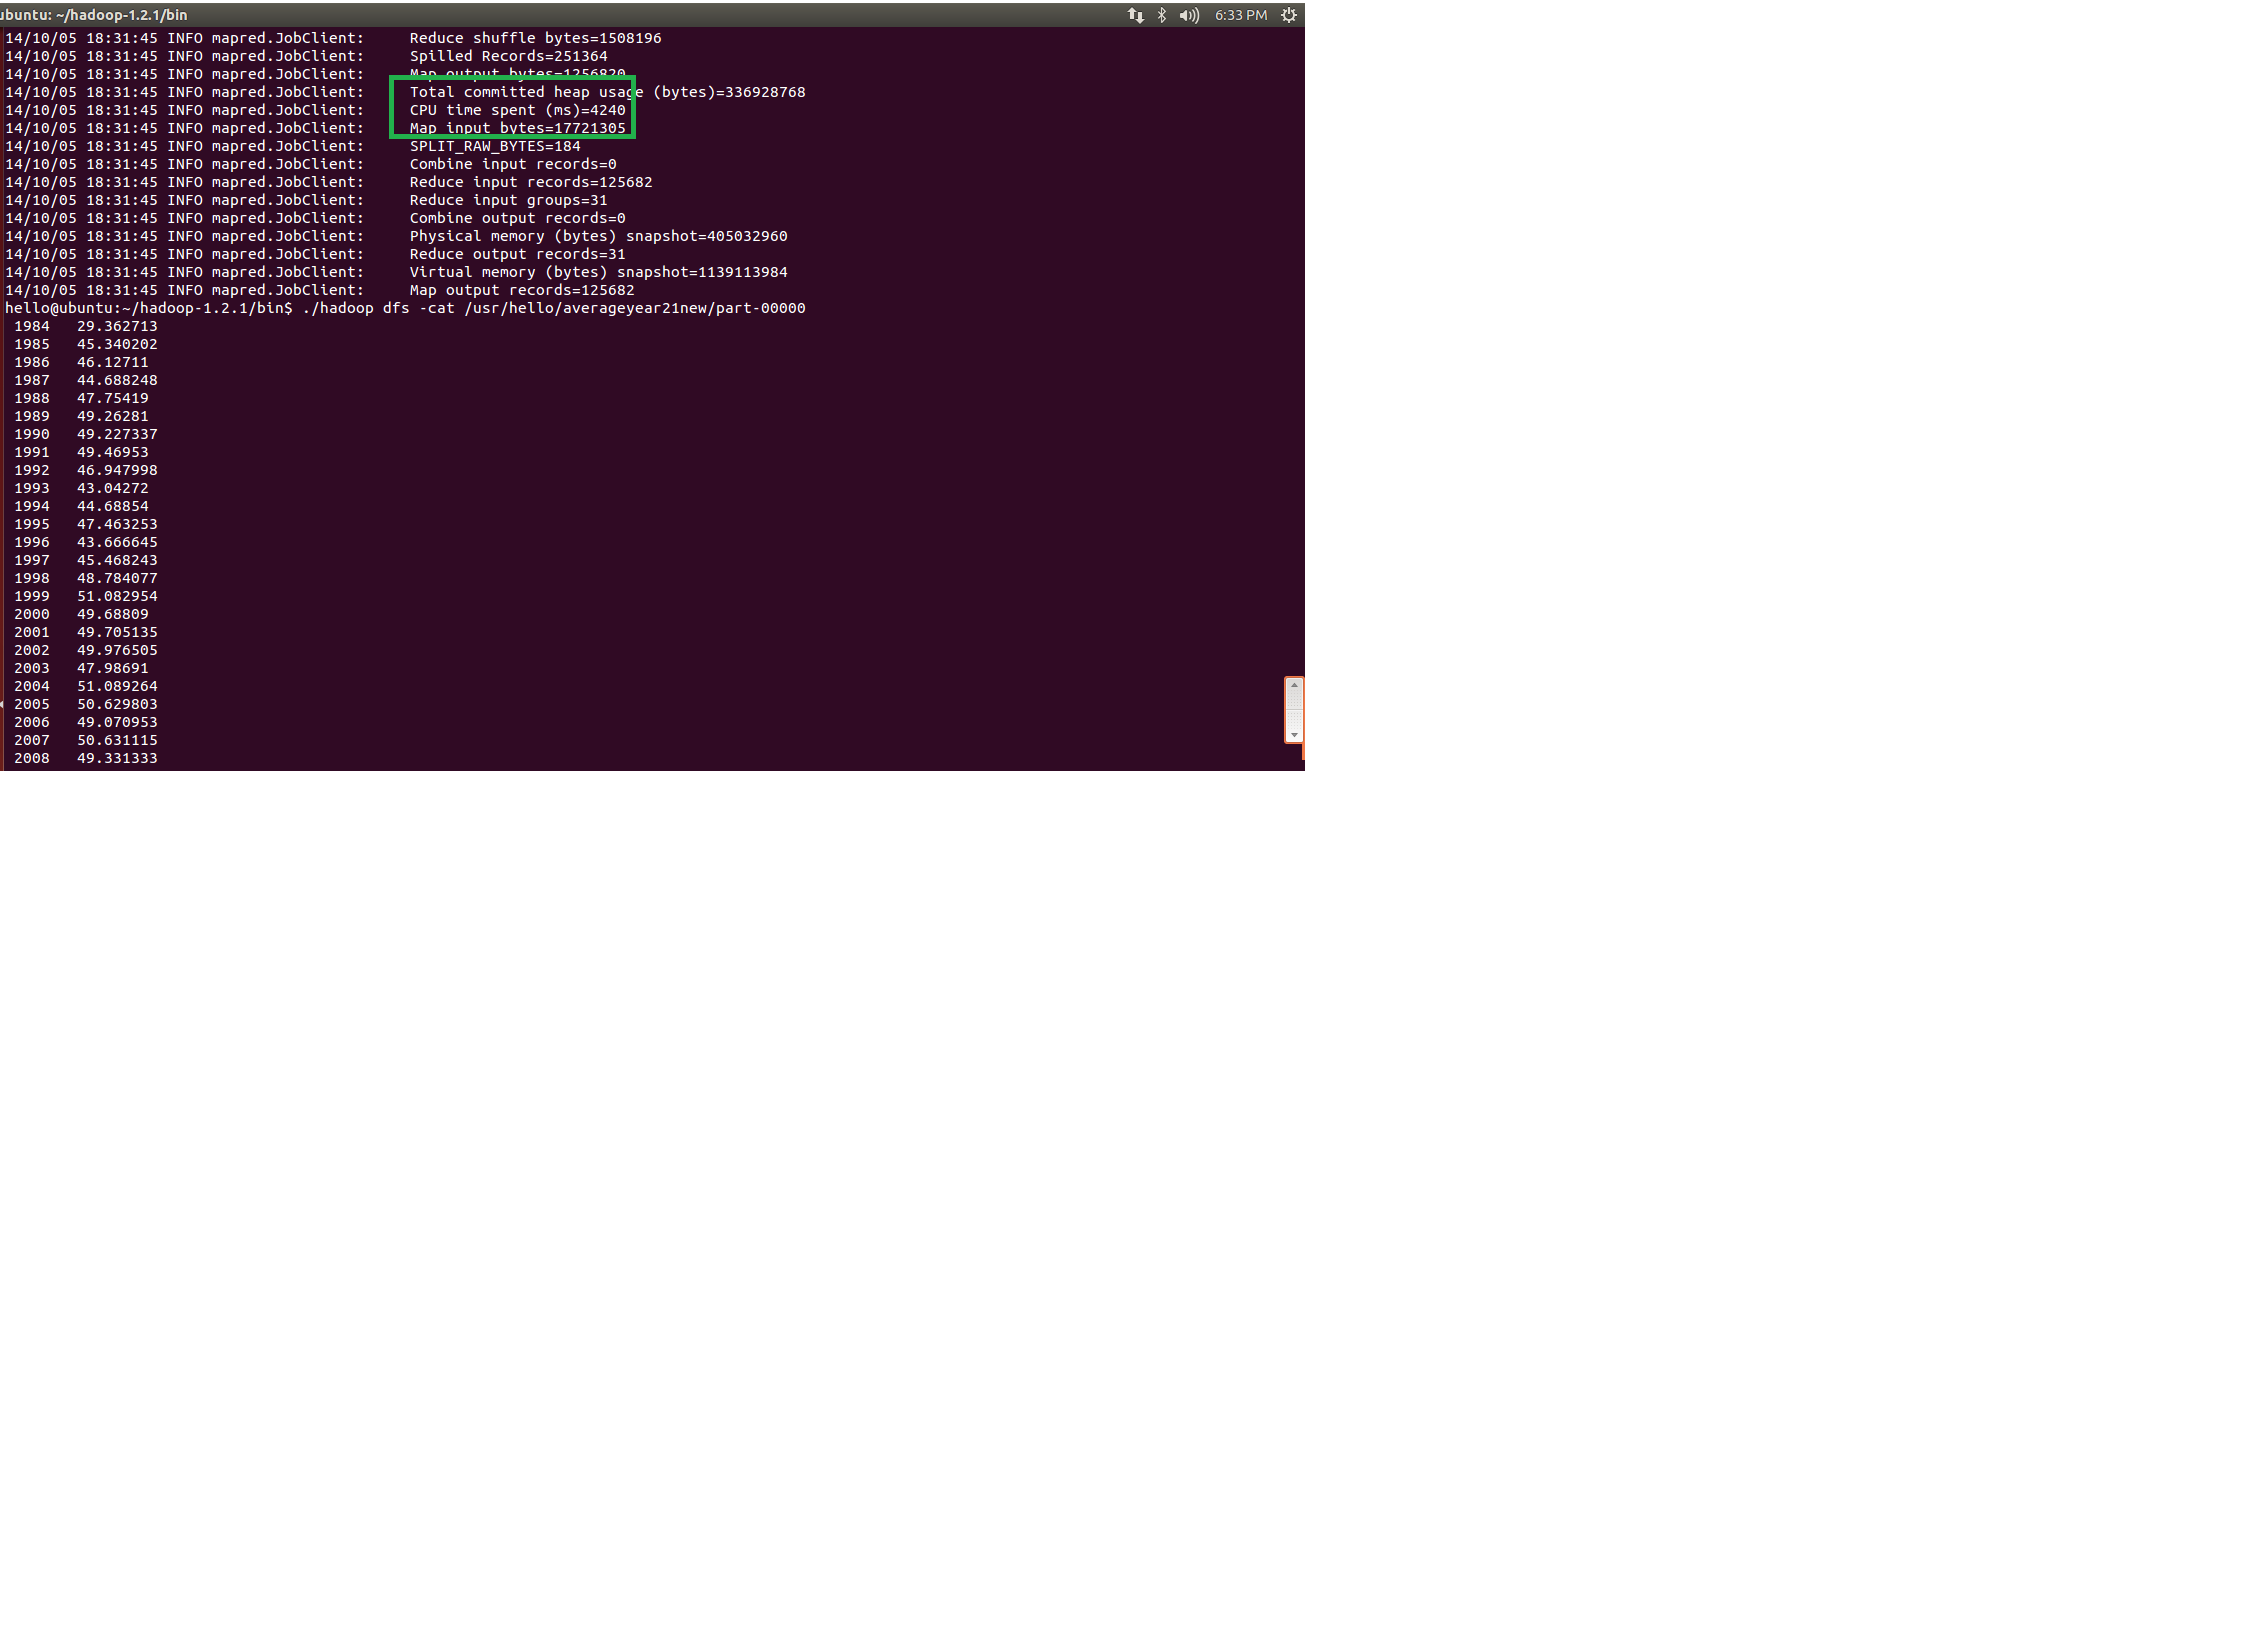 ubuntu: ~/hadoop-1.2.1/bin 6:33 PM
14/10/05 18:31:45 INFO mapred.JobClient:     Reduce shuffle bytes=1508196
14/10/05 18:31:45 INFO mapred.JobClient:     Spilled Records=251364
14/10/05 18:31:45 INFO mapred.JobClient:     Map output bytes=1256820
14/10/05 18:31:45 INFO mapred.JobClient:     Total committed heap usage (bytes)=336928768
14/10/05 18:31:45 INFO mapred.JobClient:     CPU time spent (ms)=4240
14/10/05 18:31:45 INFO mapred.JobClient:     Map input bytes=17721305
14/10/05 18:31:45 INFO mapred.JobClient:     SPLIT_RAW_BYTES=184
14/10/05 18:31:45 INFO mapred.JobClient:     Combine input records=0
14/10/05 18:31:45 INFO mapred.JobClient:     Reduce input records=125682
14/10/05 18:31:45 INFO mapred.JobClient:     Reduce input groups=31
14/10/05 18:31:45 INFO mapred.JobClient:     Combine output records=0
14/10/05 18:31:45 INFO mapred.JobClient:     Physical memory (bytes) snapshot=405032960
14/10/05 18:31:45 INFO mapred.JobClient:     Reduce output records=31
14/10/05 18:31:45 INFO mapred.JobClient:     Virtual memory (bytes) snapshot=1139113984
14/10/05 18:31:45 INFO mapred.JobClient:     Map output records=125682
hello@ubuntu:~/hadoop-1.2.1/bin$ ./hadoop dfs -cat /usr/hello/averageyear21new/part-00000
1984   29.362713
1985   45.340202
1986   46.12711
1987   44.688248
1988   47.75419
1989   49.26281
1990   49.227337
1991   49.46953
1992   46.947998
1993   43.04272
1994   44.68854
1995   47.463253
1996   43.666645
1997   45.468243
1998   48.784077
1999   51.082954
2000   49.68809
2001   49.705135
2002   49.976505
2003   47.98691
2004   51.089264
2005   50.629803
2006   49.070953
2007   50.631115
2008   49.331333